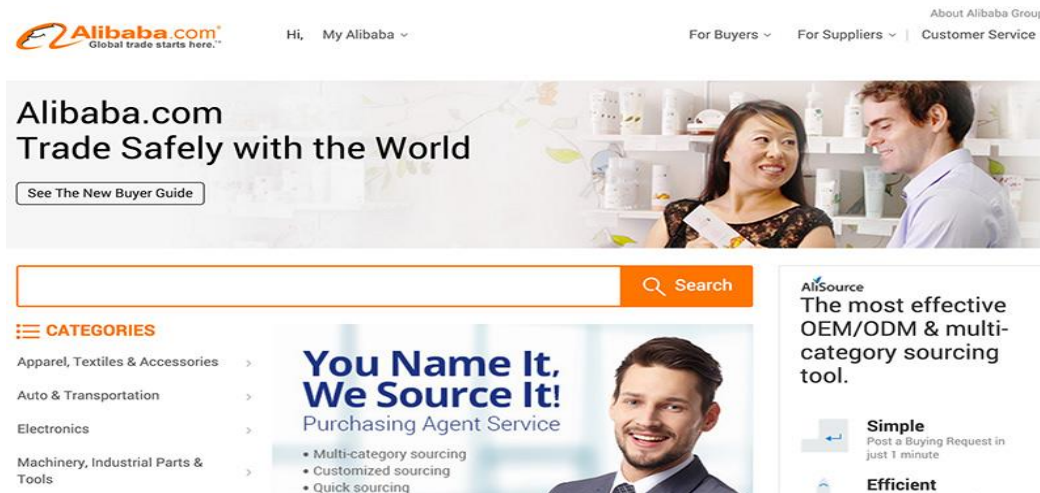 About Alibaba Group
Alibaba.com®
Global trade starts here.™
Hi, My Alibaba
For Buyers For Suppliers | Customer Service
Alibaba.com
Trade Safely with the World
See The New Buyer Guide
Search
CATEGORIES
Apparel, Textiles & Accessories
Auto & Transportation
Electronics
Machinery, Industrial Parts &
Tools
You Name It,
We Source It!
Purchasing Agent Service
• Multi-category sourcing
• Customized sourcing
• Quick sourcing
AliSource
The most effective
OEM/ODM & multi-
category sourcing
tool.
Simple
Post a Buying Request in
just 1 minute
Efficient